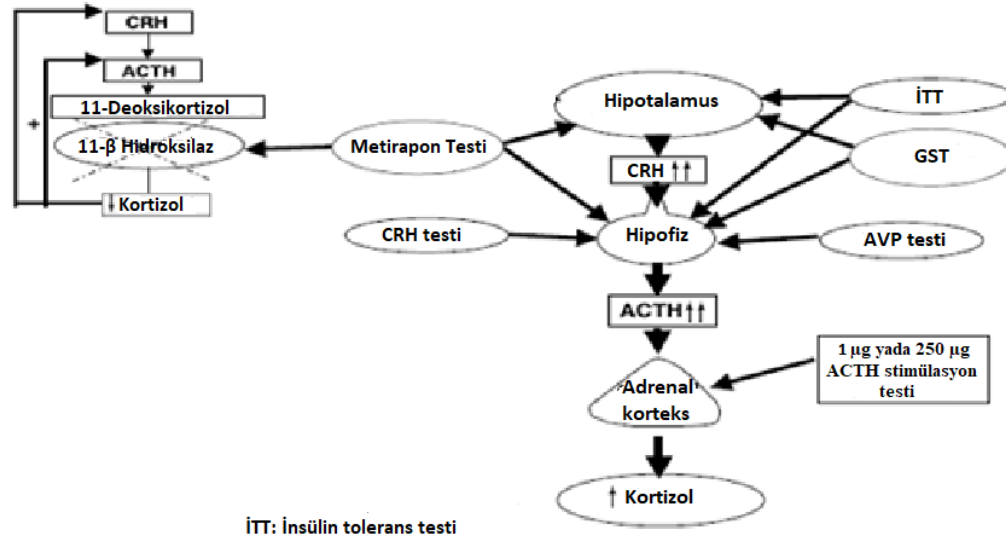 CRH
ACTH
11-Deoksikortizol
+
11-β Hidroksilaz
↓ Kortizol
Metirapon Testi
Hipotalamus
İTT
GST
CRH ↑↑
CRH testi
Hipofiz
AVP testi
ACTH↑↑
1 µg yada 250 µg
ACTH stimülasyon
testi
Adrenal
korteks
↑ Kortizol
İTT: İnsülin tolerans testi